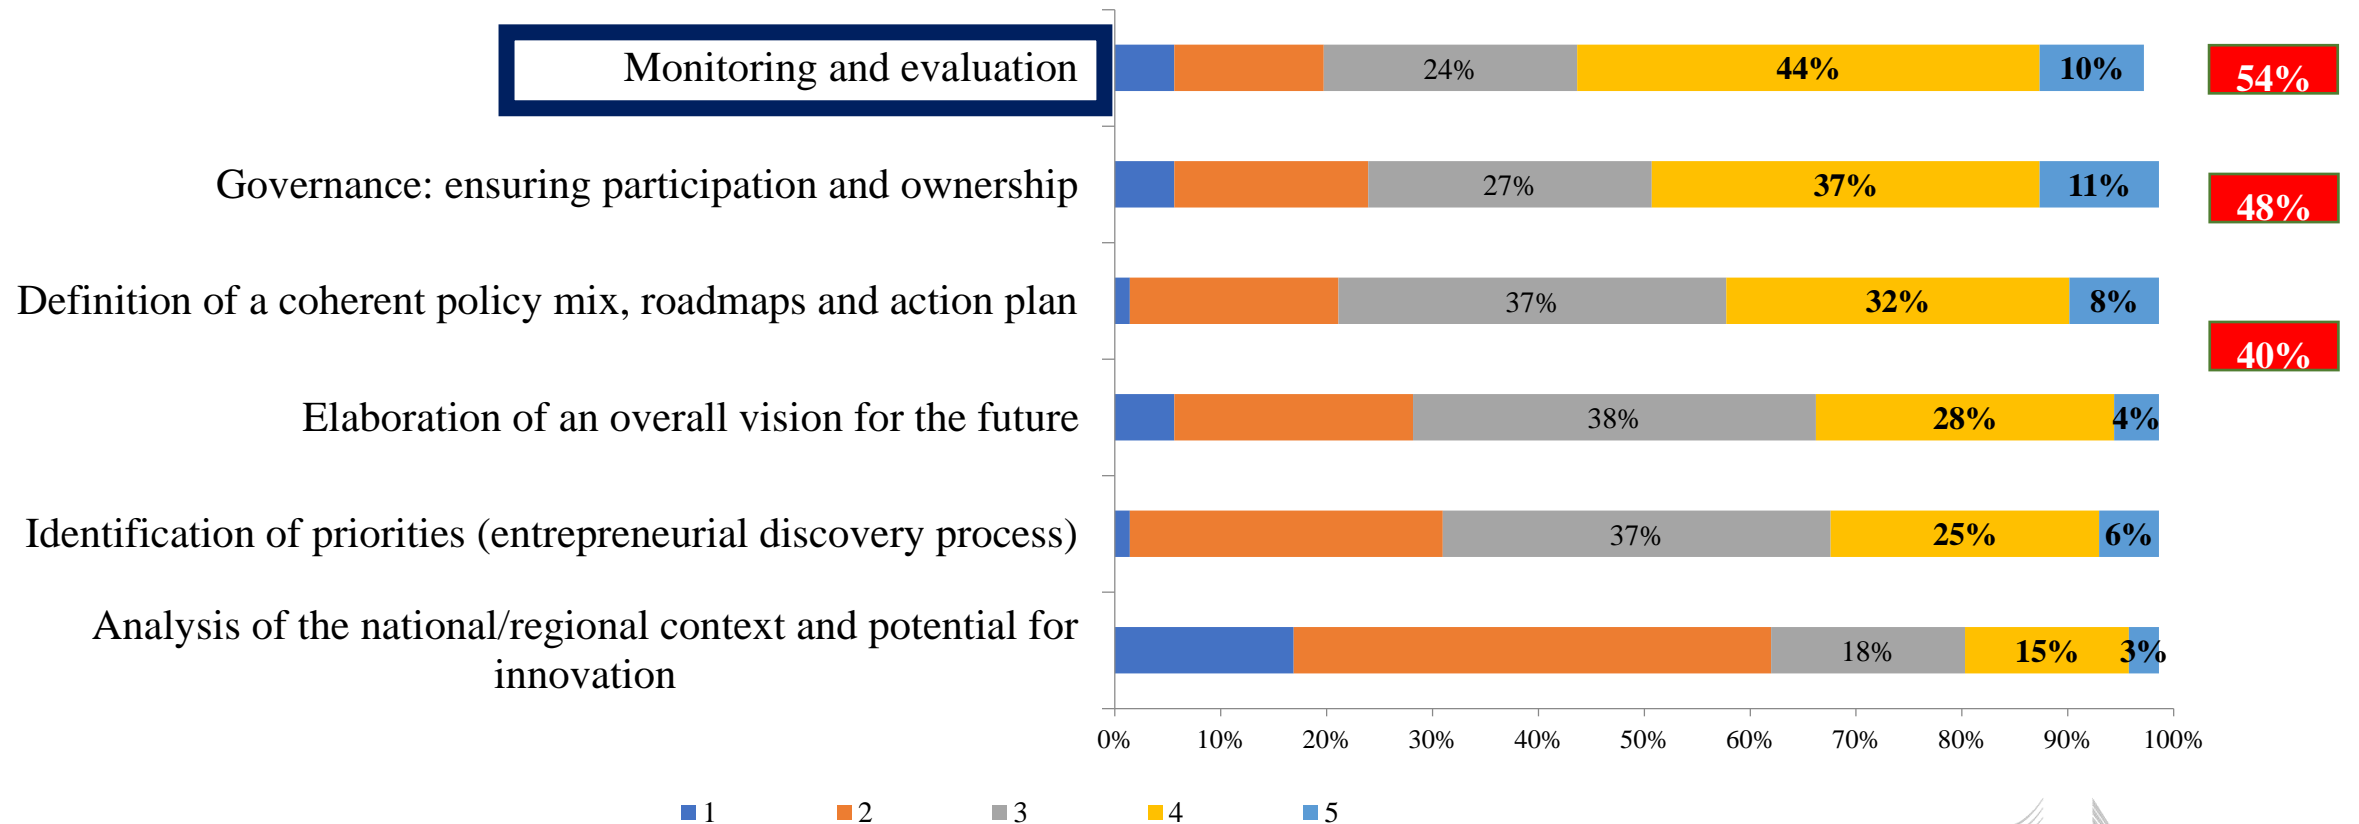 Monitoring and evaluation 24% 44% 10% 54%
Governance: ensuring participation and ownership 27% 37% 11% 48%
Definition of a coherent policy mix, roadmaps and action plan 37% 32% 8%
40%
Elaboration of an overall vision for the future 38% 28% 4%
Identification of priorities (entrepreneurial discovery process) 37% 25% 6%
Analysis of the national/regional context and potential for
innovation
18% 15% 3%
0% 10% 20% 30% 40% 50% 60% 70% 80% 90% 100%
1 2 3 4 5